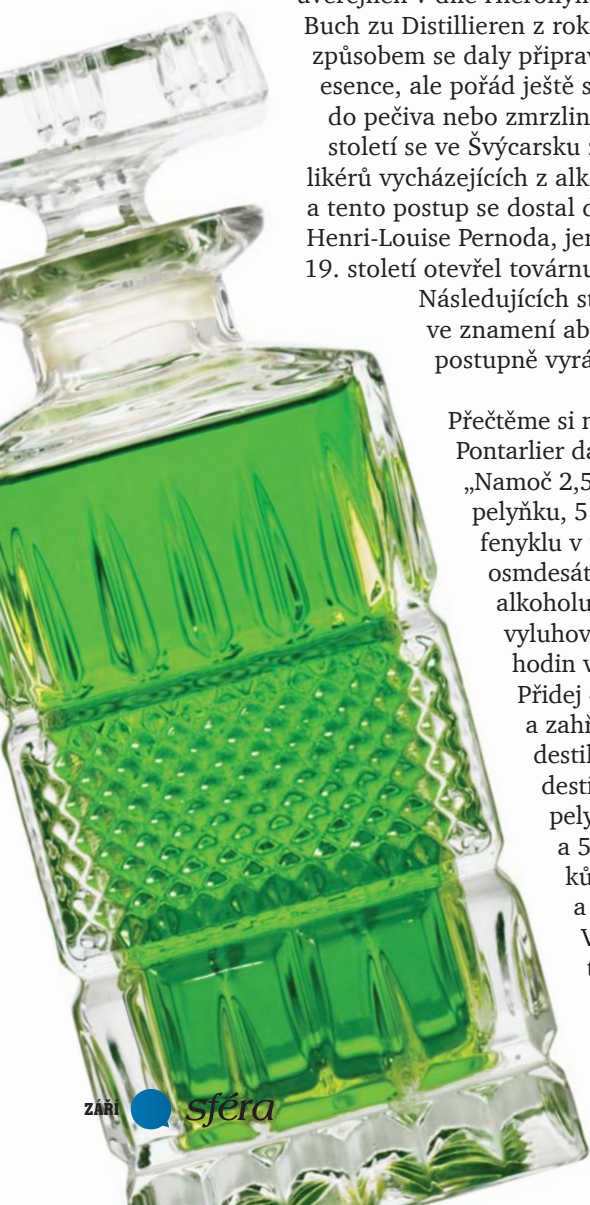 Buch zu Distillieren z rok
způsobem se daly připrav
esence, ale pořád ještě s
do pečiva nebo zmrzlin
století se ve Švýcarsku
likérů vycházejících z alk
a tento postup se dostal
Henri-Louise Pernoda, jen
19. století otevřel továrnu
Následujících st
ve znamení ab
postupně vyrá
Přečtěme si
Pontarlier da
„Namoč 2,5
pelyňku, 5
fenyklu v
osmdesát
alkoholu
vyluhov
hodin v
Přidej
a zahř
destil
desti
pely
a 5
ků
a
V
t
ZÁŘÍ sféra